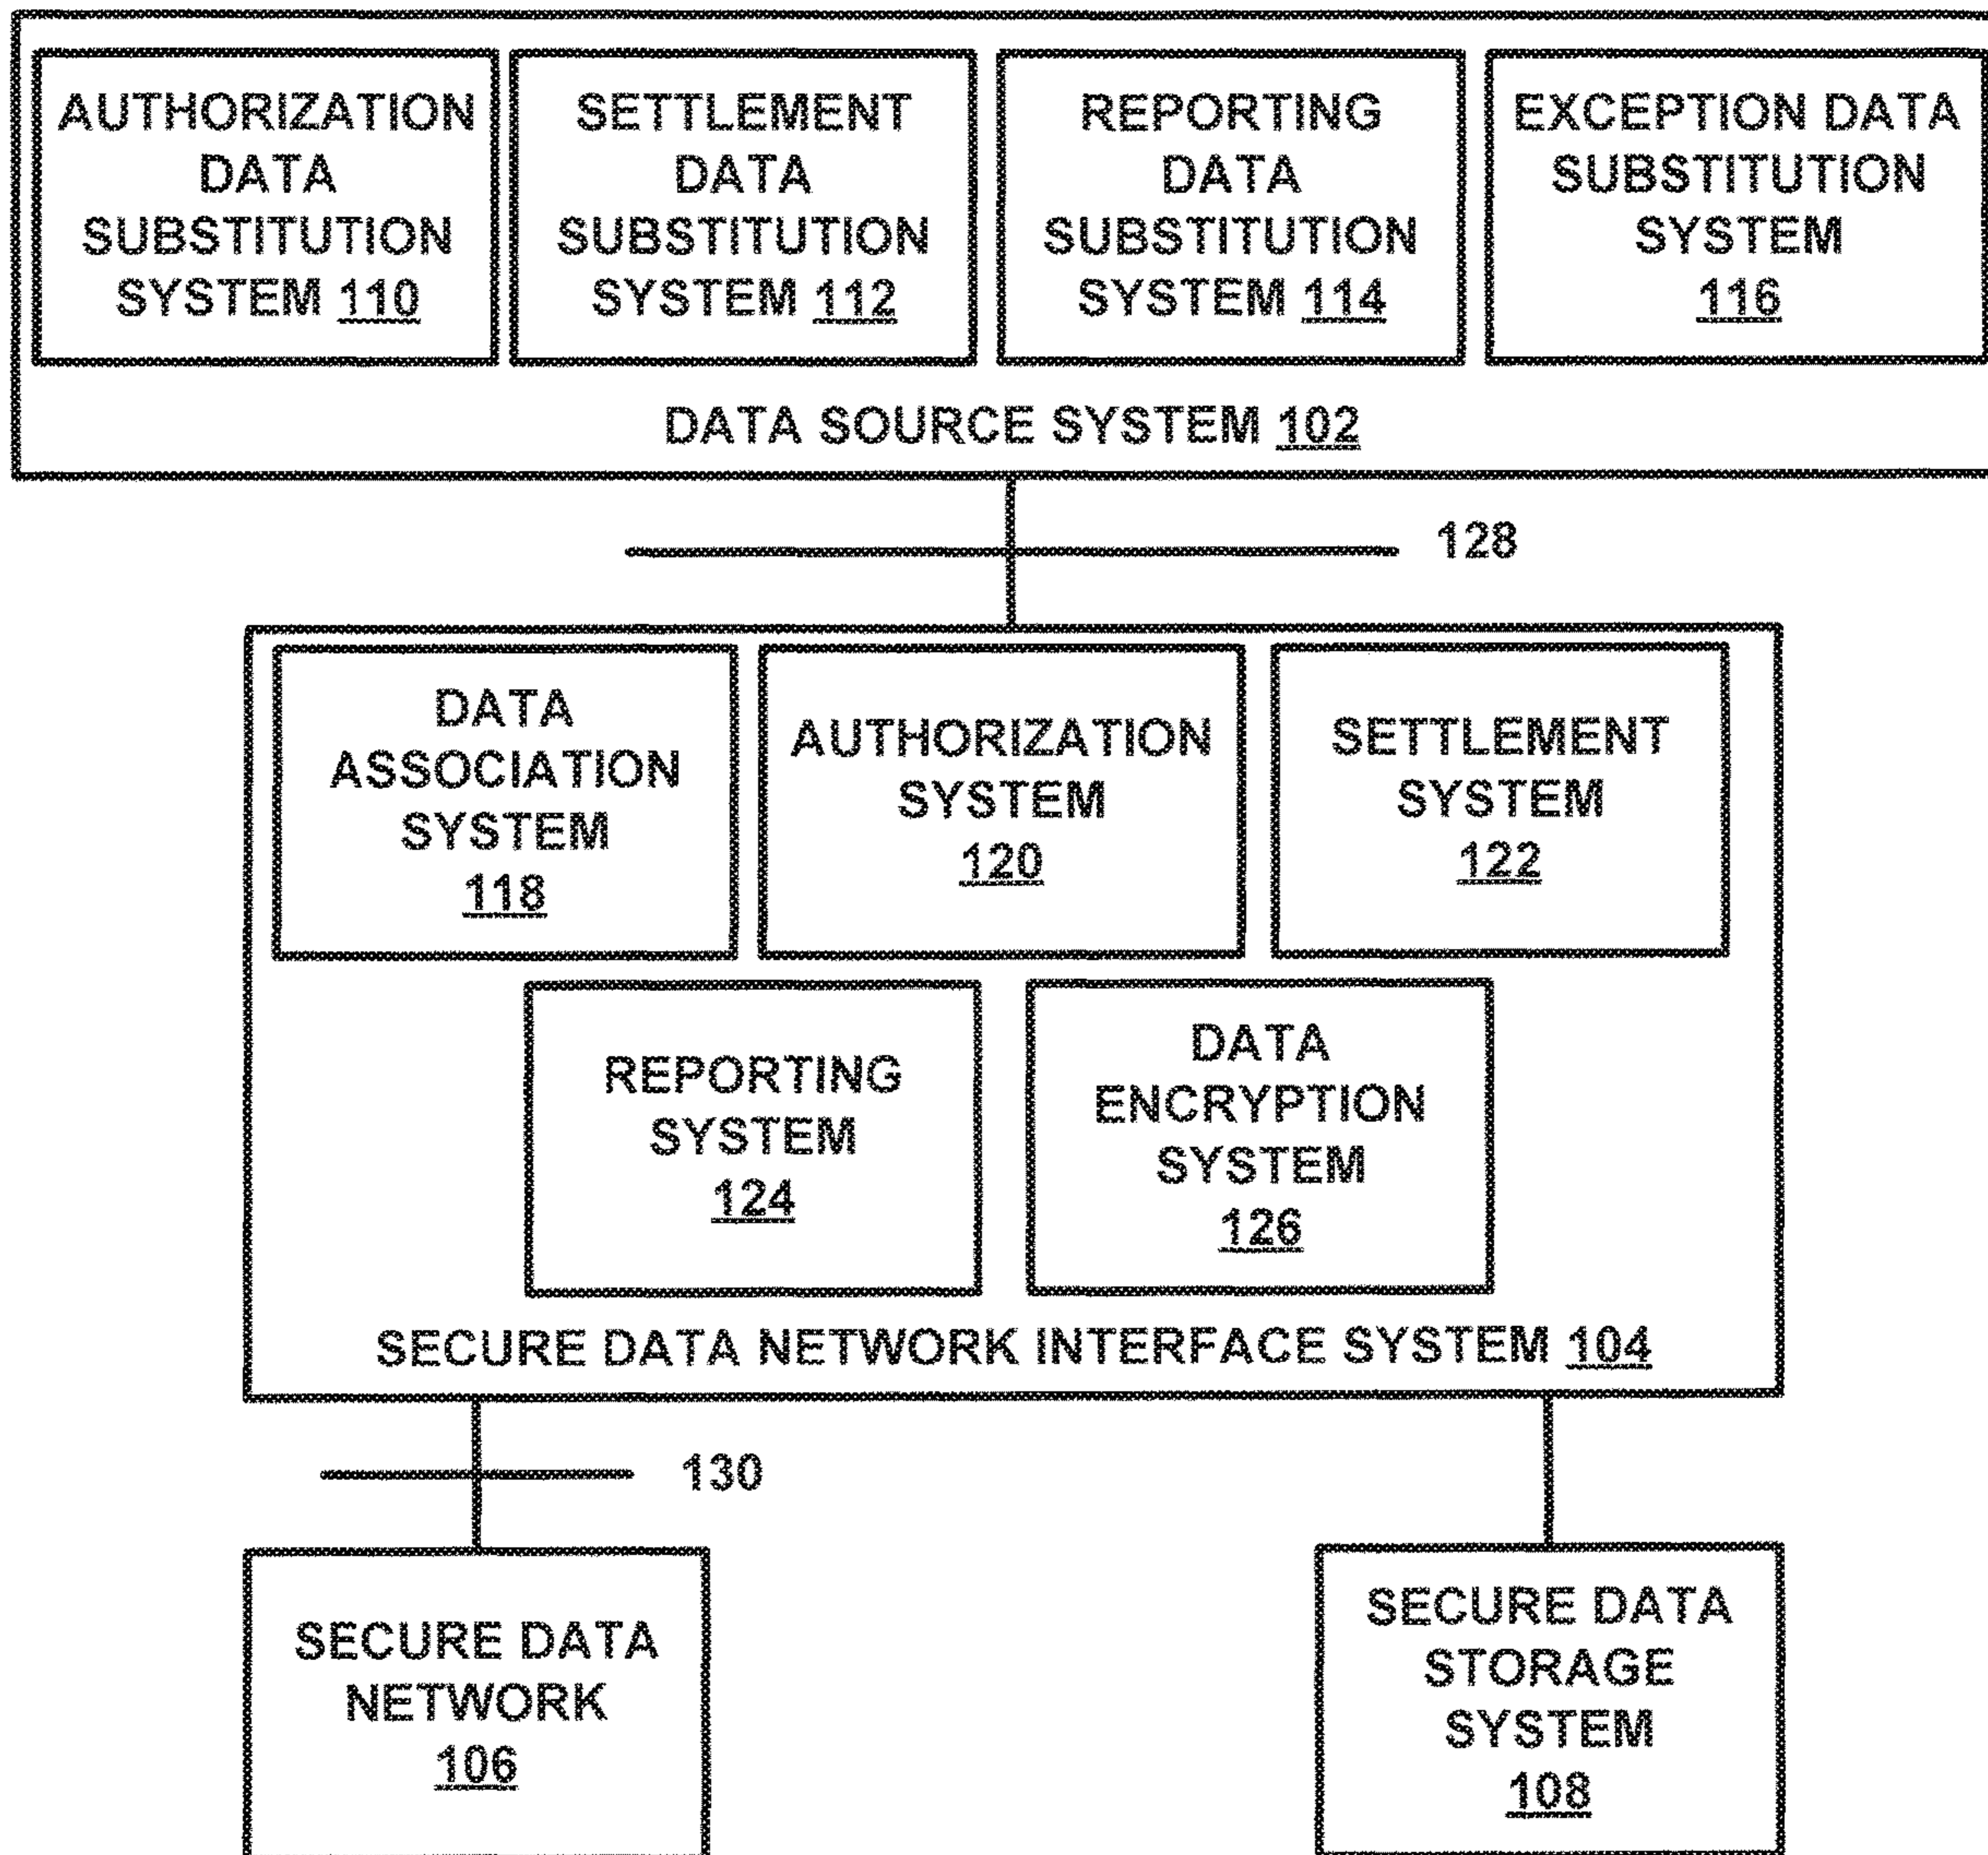 AUTHORIZATION
DATA
SUBSTITUTION
SYSTEM 110
SETTLEMENT
DATA
SUBSTITUTION
SYSTEM 112
REPORTING
DATA
SUBSTITUTION
SYSTEM 114
EXCEPTION DATA
SUBSTITUTION
SYSTEM
116
DATA SOURCE SYSTEM 102
128
DATA
ASSOCIATION
SYSTEM
118
AUTHORIZATION
SYSTEM
120
SETTLEMENT
SYSTEM
122
REPORTING
SYSTEM
124
DATA
ENCRYPTION
SYSTEM
126
SECURE DATA NETWORK INTERFACE SYSTEM 104
130
SECURE DATA
NETWORK
106
SECURE DATA
STORAGE
SYSTEM
108